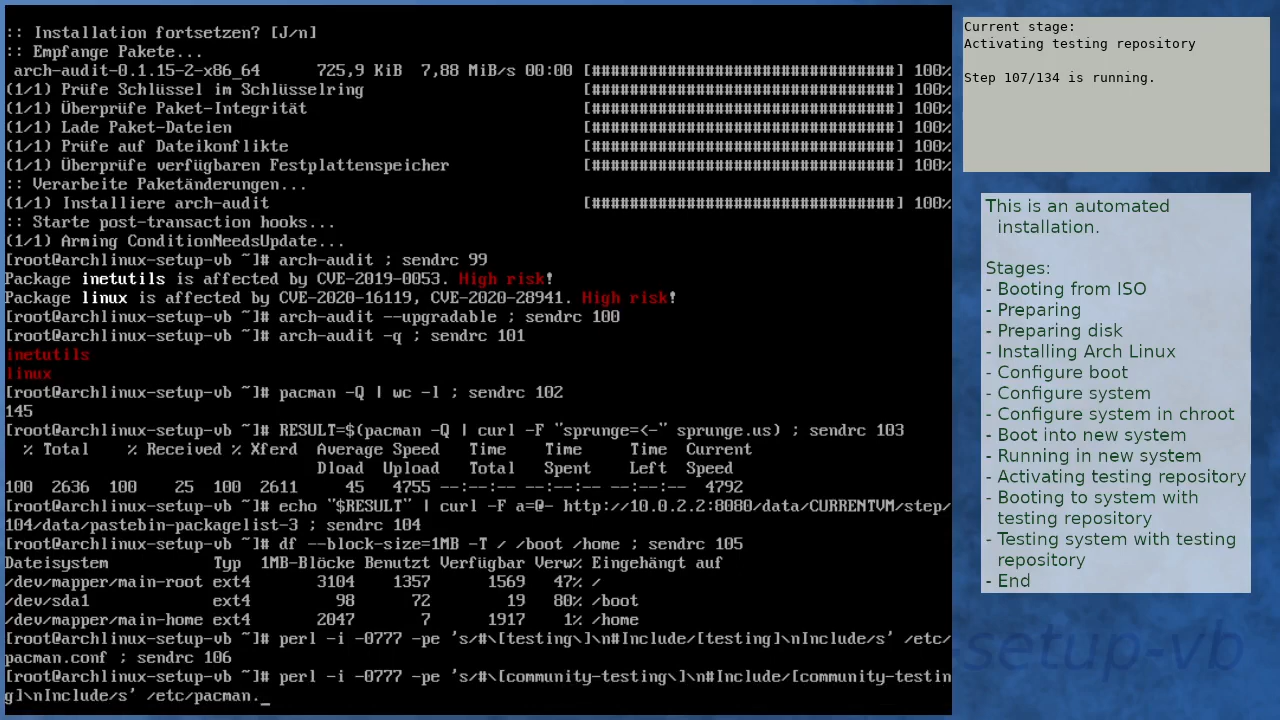 :: Installation fortsetzen? [J/n]
:: Empfange Pakete...
 arch-audit-0.1.15-2-x86_64      725,9 KiB  7,88 MiB/s 00:00 [################################] 100%
(1/1) Prüfe Schlüssel im Schlüsselring                       [################################] 100%
(1/1) Überprüfe Paket-Integrität                             [################################] 100%
(1/1) Lade Paket-Dateien                                     [################################] 100%
(1/1) Prüfe auf Dateikonflikte                               [################################] 100%
(1/1) Überprüfe verfügbaren Festplattenspeicher              [################################] 100%
:: Verarbeite Paketänderungen...
(1/1) Installiere arch-audit                                 [################################] 100%
:: Starte post-transaction hooks...
(1/1) Arming ConditionNeedsUpdate...
[root@archlinux-setup-vb ~]# arch-audit ; sendrc 99
Package inetutils is affected by CVE-2019-0053. High risk!
Package linux is affected by CVE-2020-16119, CVE-2020-28941. High risk!
[root@archlinux-setup-vb ~]# arch-audit --upgradable ; sendrc 100
[root@archlinux-setup-vb ~]# arch-audit -q ; sendrc 101
inetutils
linux
[root@archlinux-setup-vb ~]# pacman -Q | wc -l ; sendrc 102
145
[root@archlinux-setup-vb ~]# RESULT=$(pacman -Q | curl -F "sprunge=<-" sprunge.us) ; sendrc 103
  % Total    % Received % Xferd  Average Speed   Time    Time     Time  Current
                                 Dload  Upload   Total   Spent    Left  Speed
100  2636  100    25  100  2611     45   4755 --:--:-- --:--:-- --:--:--  4792
[root@archlinux-setup-vb ~]# echo "$RESULT" | curl -F a=@- http://10.0.2.2:8080/data/CURRENTVM/step/
104/data/pastebin-packagelist-3 ; sendrc 104
[root@archlinux-setup-vb ~]# df --block-size=1MB -T / /boot /home ; sendrc 105
Dateisystem           Typ  1MB-Blöcke Benutzt Verfügbar Verw% Eingehängt auf
/dev/mapper/main-root ext4       3104    1357      1569   47% /
/dev/sda1             ext4         98      72        19   80% /boot
/dev/mapper/main-home ext4       2047       7      1917    1% /home
[root@archlinux-setup-vb ~]# perl -i -0777 -pe 's/#\[testing\]\n#Include/[testing]\nInclude/s' /etc/
pacman.conf ; sendrc 106
[root@archlinux-setup-vb ~]# perl -i -0777 -pe 's/#\[community-testing\]\n#Include/[community-testin
g]\nInclude/s' /etc/pacman._
Current stage:
Activating testing repository
Step 107/134 is running.
This is an automated
installation.
Stages:
- Booting from ISO
- Preparing
- Preparing disk
- Installing Arch Linux
- Configure boot
- Configure system
- Configure system in chroot
- Boot into new system
- Running in new system
- Activating testing repository
- Booting to system with
testing repository
- Testing system with testing
repository
- End
setup-vb